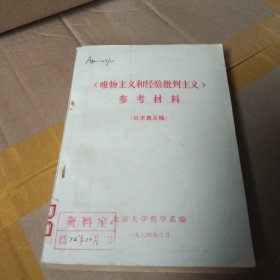 《唯物主义和经验批判主义》
参考材料
(征求意见稿)
北京大学哲学系编
资料室
一九七四年三月